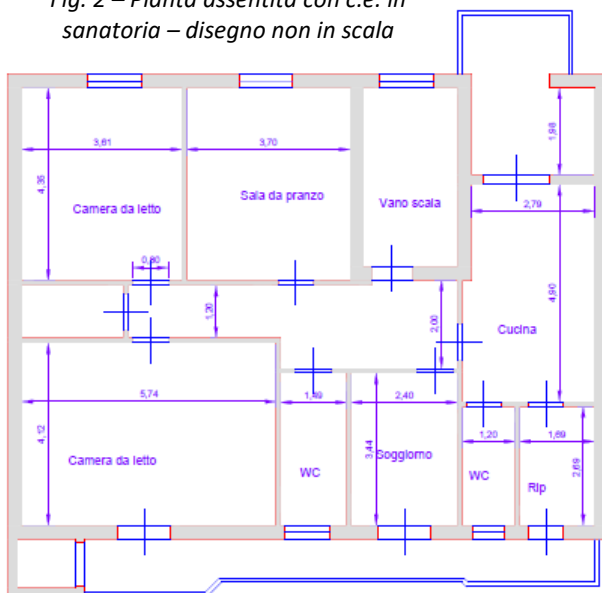 Fig. 2 – Pianta assentita con c.e. in
sanatoria – disegno non in scala
3,61
3,70
1,98
4,35
Camera da letto
Sala da pranzo
Vano scala
2,79
0,80
1,20
2,00
4,90
Cucina
5,74
1,49
2,40
4,12
3,44
Soggiorno
1,20
1,69
2,69
Camera da letto
WC
WC
Rip